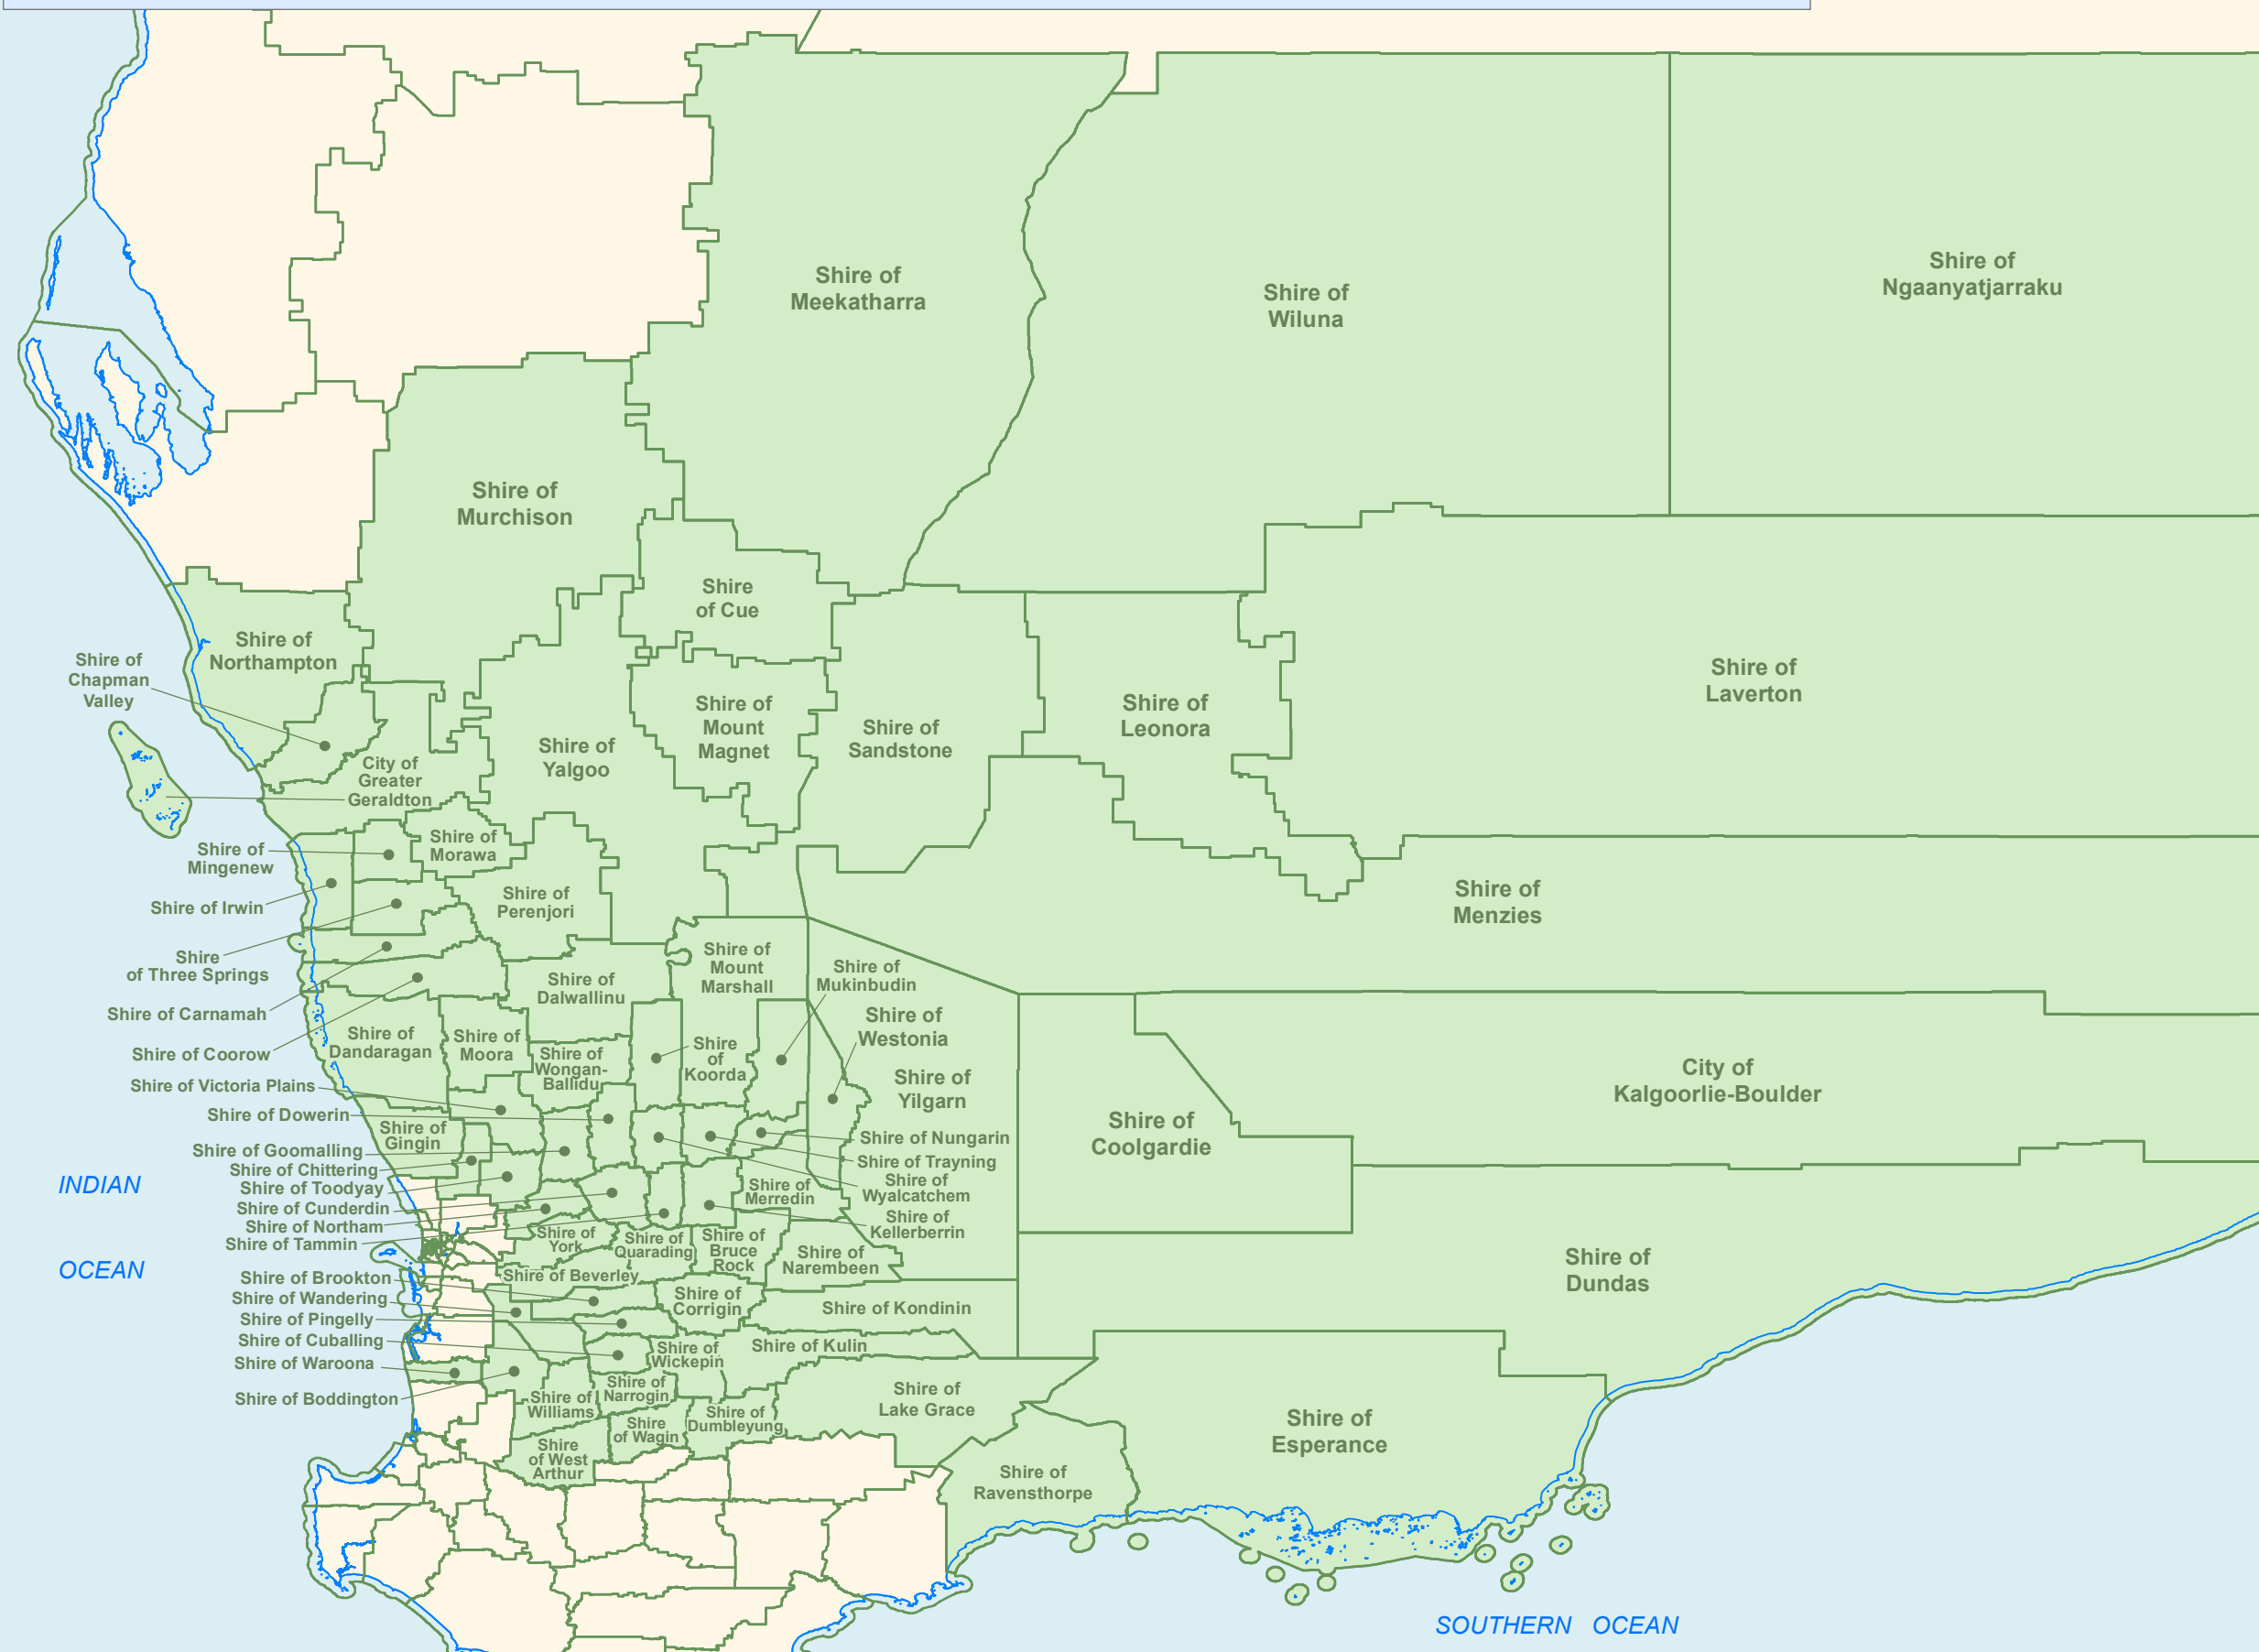 Shire of
Meekatharra
Shire of
Wiluna
Shire of
Ngaanyatjarraku
Shire of
Murchison
Shire
of Cue
Shire of
Northampton
Shire of
Chapman
Valley
City of
Greater
Geraldton
Shire of
Yalgoo
Shire of
Mount
Magnet
Shire of
Sandstone
Shire of
Leonora
Shire of
Laverton
Shire of
Mingenew
Shire of
Morawa
Shire of Irwin
Shire of
Perenjori
Shire of
Menzies
Shire
of Three Springs
Shire of Carnamah
Shire of Coorow
Shire of
Dalwallinu
Shire of
Mount
Marshall
Shire of
Mukinbudin
Shire of
Westonia
Shire of
Dandaragan
Shire of
Moora
Shire of
Wongan-
Ballidu
Shire
of
Koorda
Shire of
Yilgarn
City of
Kalgoorlie-Boulder
Shire of
Coolgardie
Shire of Victoria Plains
Shire of Dowerin
Shire of
Gingin
Shire of Goomalling
Shire of Chittering
Shire of Toodyay
Shire of Cunderdin
Shire of Northam
Shire of Tammin
Shire of Nungarin
Shire of Trayning
Shire of
Wyalcatchem
Shire of
Kellerberrin
Shire of
Merredin
INDIAN
OCEAN
Shire of
York
Shire of
Quarading
Shire of
Bruce
Rock
Shire of
Narembeen
Shire of
Dundas
Shire of Beverley
Shire of Brookton
Shire of Wandering
Shire of Pingelly
Shire of Cuballing
Shire of Waroona
Shire of Boddington
Shire of
Corrigin
Shire of Kondinin
Shire of Kulin
Shire of
Wickepin
Shire of
Narrogin
Shire of
Williams
Shire
of Wagin
Shire of
Dumbleyung
Shire of
Lake Grace
Shire
of West
Arthur
Shire of
Esperance
Shire of
Ravensthorpe
SOUTHERN OCEAN